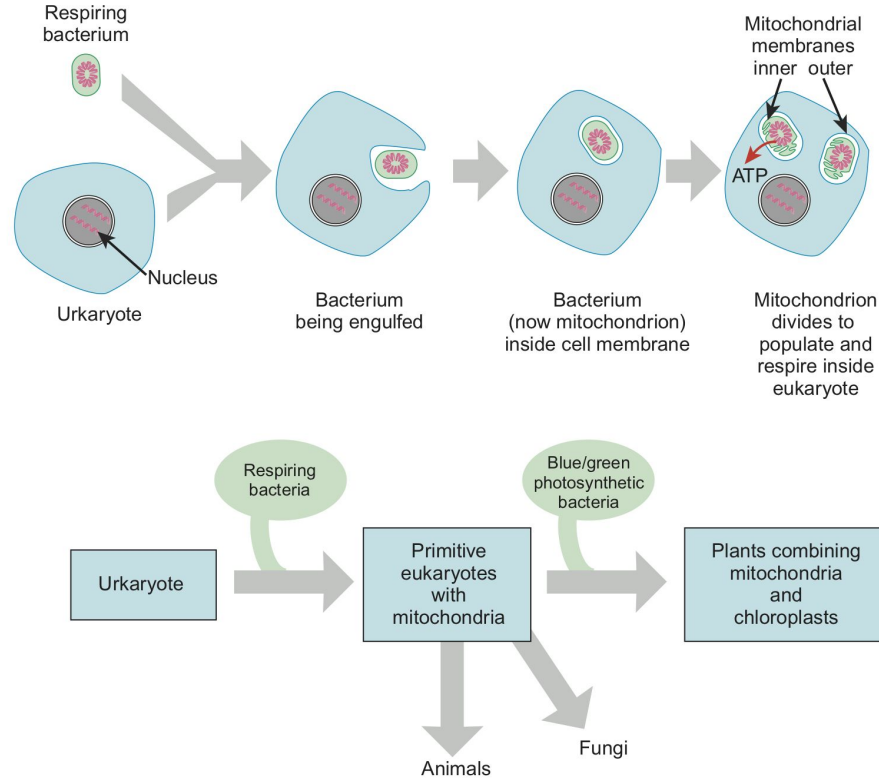 Respiring
bacterium
Mitochondrial
membranes
inner outer
ATP
Nucleus
Urkaryote
Bacterium
being engulfed
Bacterium
(now mitochondrion)
inside cell membrane
Mitochondrion
divides to
populate and
respire inside
eukaryote
Respiring
bacteria
Blue/green
photosynthetic
bacteria
Urkaryote
Primitive
eukaryotes
with
mitochondria
Plants combining
mitochondria
and
chloroplasts
Animals
Fungi